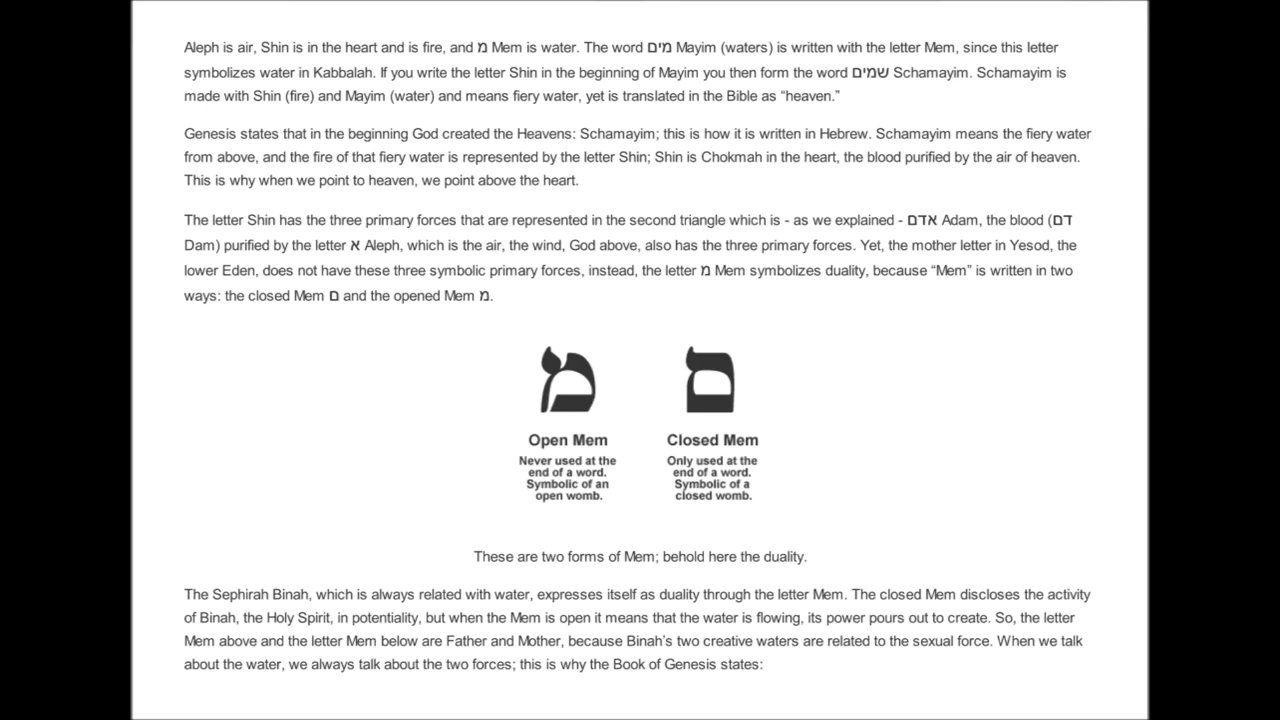 Aleph is air, Shin is in the heart and is fire, and מ Mem is water. The word מים Mayim (waters) is written with the letter Mem, since this letter
symbolizes water in Kabbalah. If you write the letter Shin in the beginning of Mayim you then form the word שמים Schamayim. Schamayim is
made with Shin (fire) and Mayim (water) and means fiery water, yet is translated in the Bible as “heaven.”
Genesis states that in the beginning God created the Heavens: Schamayim; this is how it is written in Hebrew. Schamayim means the fiery water
from above, and the fire of that fiery water is represented by the letter Shin; Shin is Chokmah in the heart, the blood purified by the air of heaven.
This is why when we point to heaven, we point above the heart.
The letter Shin has the three primary forces that are represented in the second triangle which is - as we explained - אדם Adam, the blood (דם
Dam) purified by the letter א Aleph, which is the air, the wind, God above, also has the three primary forces. Yet, the mother letter in Yesod, the
lower Eden, does not have these three symbolic primary forces, instead, the letter מ Mem symbolizes duality, because “Mem” is written in two
ways: the closed Mem ם and the opened Mem מ.
מ ם
Open Mem
Never used at the
end of a word.
Symbolic of an
open womb.
Closed Mem
Only used at the
end of a word.
Symbolic of a
closed womb.
These are two forms of Mem; behold here the duality.
The Sephirah Binah, which is always related with water, expresses itself as duality through the letter Mem. The closed Mem discloses the activity
of Binah, the Holy Spirit, in potentiality, but when the Mem is open it means that the water is flowing, its power pours out to create. So, the letter
Mem above and the letter Mem below are Father and Mother, because Binah’s two creative waters are related to the sexual force. When we talk
about the water, we always talk about the two forces; this is why the Book of Genesis states: